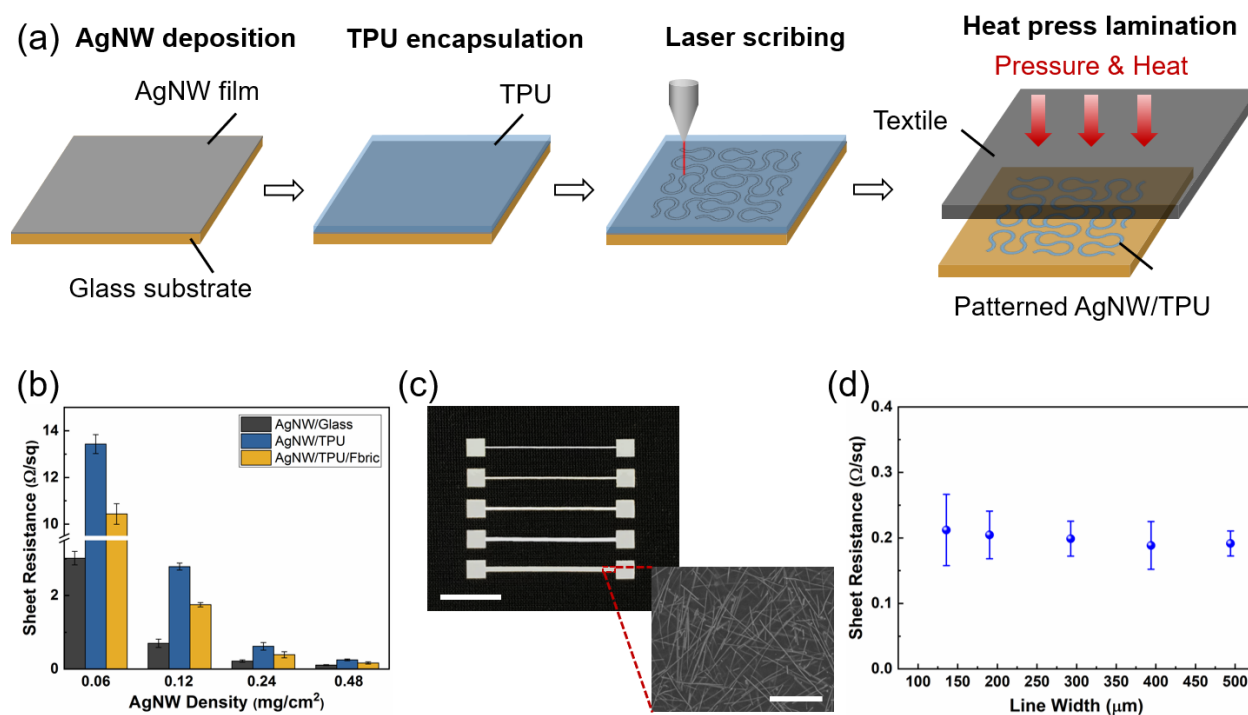 (a)
AgNW deposition
TPU encapsulation
Laser scribing
Heat press lamination
Pressure & Heat
AgNW film
TPU
Textile
Glass substrate
Patterned AgNW/TPU
(b)
Sheet Resistance (Ω/sq)
14
12
10
2
0
AgNW/Glass
AgNW/TPU
AgNW/TPU/Fbric
0.06
0.12
0.24
0.48
AgNW Density (mg/cm²)
(c)
(d)
Sheet Resistance (Ω/sq)
0.4
0.3
0.2
0.1
0.0
100
150
200
250
300
350
400
450
500
Line Width (μm)